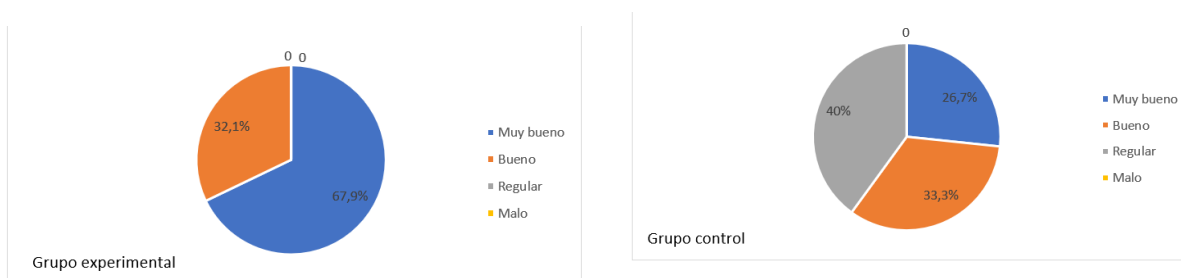 0 0
32,1%
67,9%
Muy bueno
Bueno
Regular
Malo
Grupo experimental
0
26,7%
40%
33,3%
Muy bueno
Bueno
Regular
Malo
Grupo control